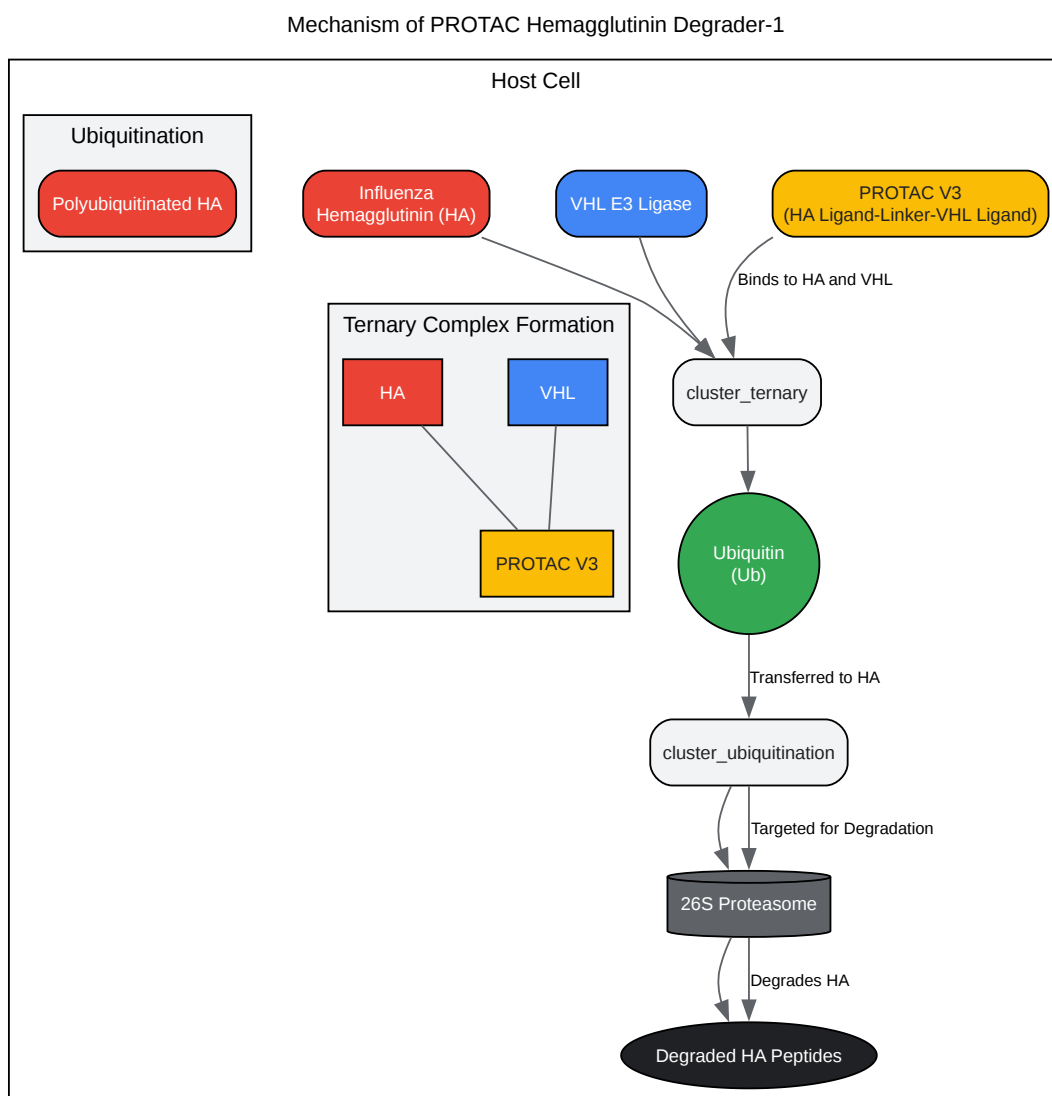 Mechanism of PROTAC Hemagglutinin Degrader-1
Host Cell
Ubiquitination
Polyubiquitinated HA
Influenza
Hemagglutinin (HA)
VHL E3 Ligase
PROTAC V3
(HA Ligand-Linker-VHL Ligand)
Binds to HA and VHL
Ternary Complex Formation
HA
VHL
cluster_ternary
PROTAC V3
Ubiquitin
(Ub)
Transferred to HA
cluster_ubiquitination
Targeted for Degradation
26S Proteasome
Degrades HA
Degraded HA Peptides